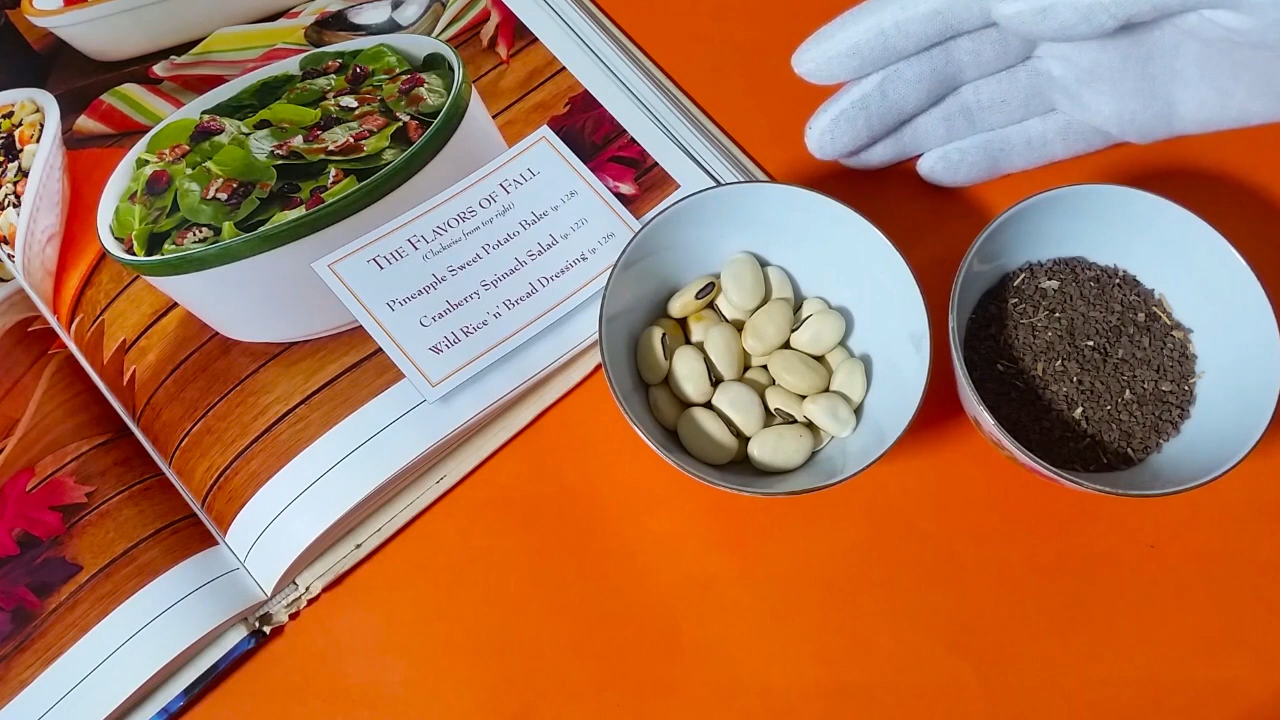 THE FLAVORS OF FALL
(Clockwise from top right)
Pineapple Sweet Potato Bake (p. 128)
Cranberry Spinach Salad (p. 127)
Wild Rice 'n' Bread Dressing (p. 126)